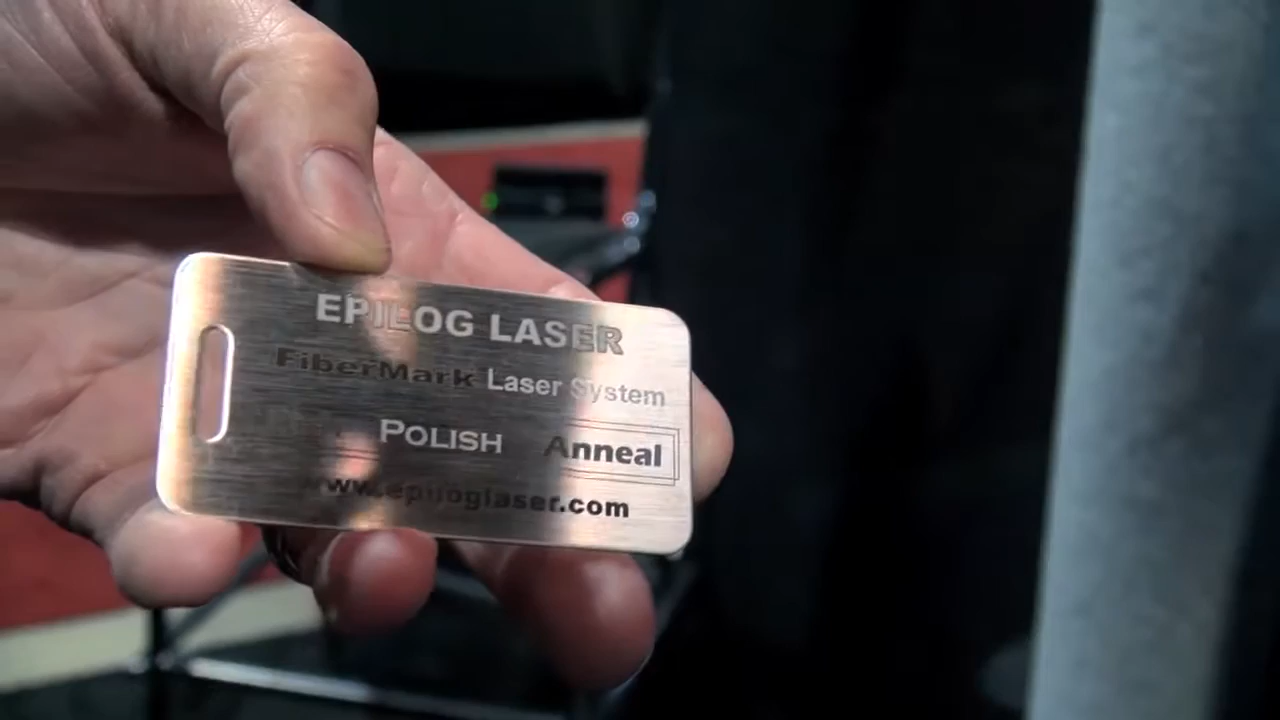 EPILOG LASER
FiberMark Laser System
POLISH Anneal
www.epiloglaser.com